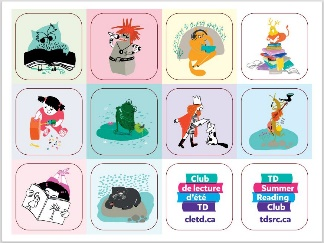 Club
de lecture
d'été
TD
cletd.ca
TD
Summer
Reading
Club
tdsrc.ca